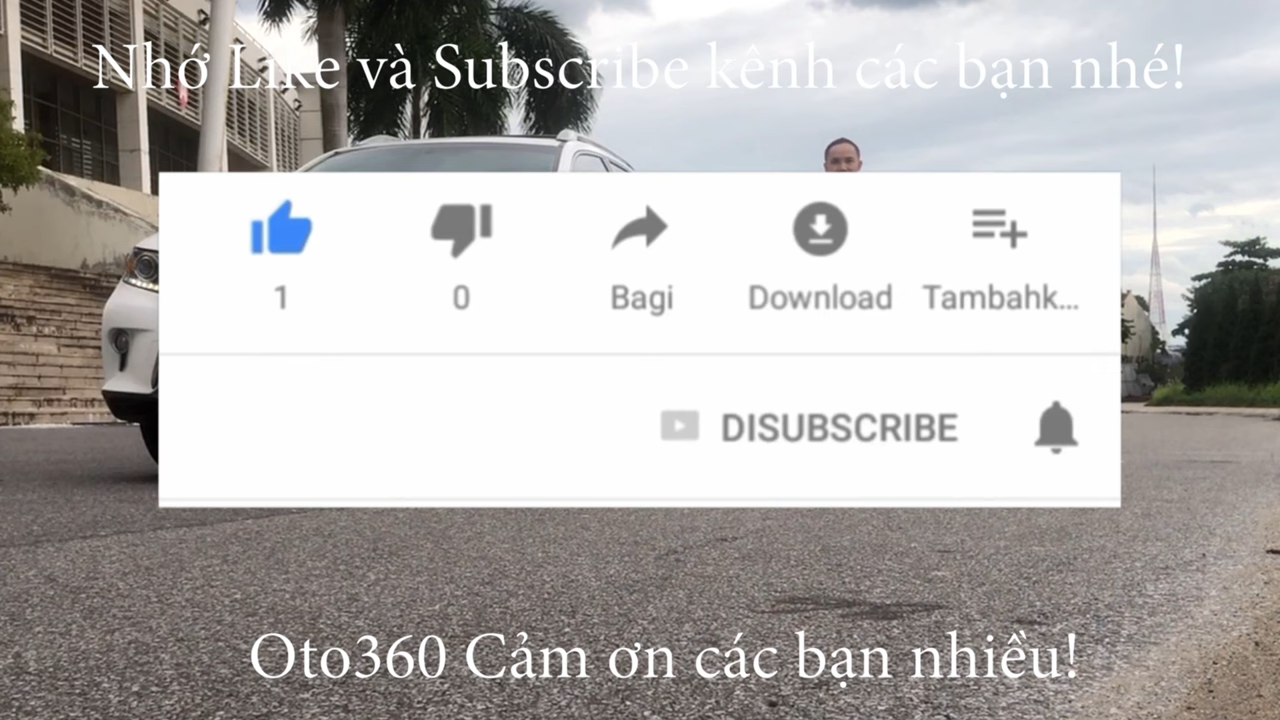 Nhớ Like và Subscribe kênh các bạn nhé!
1 0 Bagi Download Tambahk...
DISUBSCRIBE
Oto360 Cảm ơn các bạn nhiều!